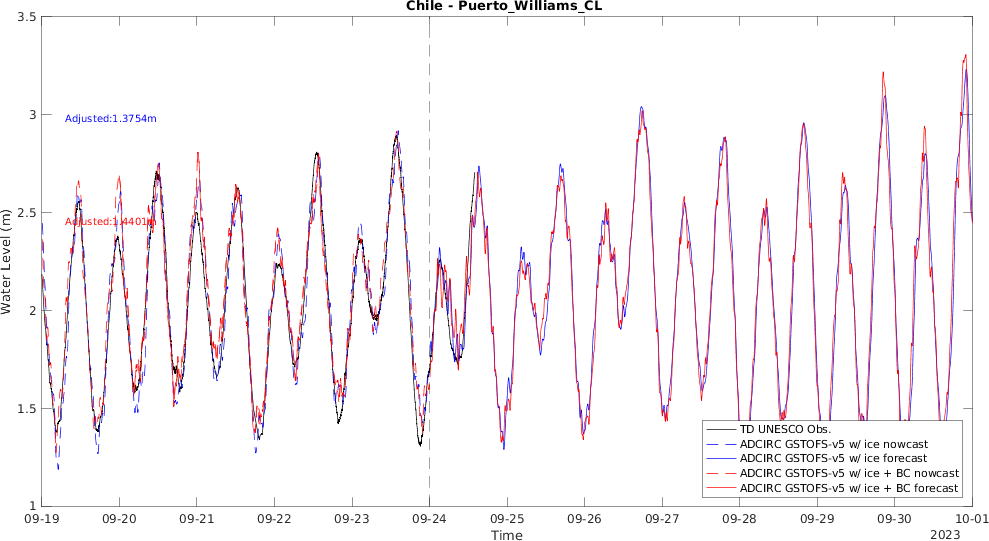 Chile - Puerto_Williams_CL
3.5
3
2.5
2
1.5
1
Water Level (m)
Adjusted:1.3754m
Adjusted:1.4401m
TD UNESCO Obs.
ADCIRC GSTOFS-v5 w/ ice nowcast
ADCIRC GSTOFS-v5 w/ ice forecast
ADCIRC GSTOFS-v5 w/ ice + BC nowcast
ADCIRC GSTOFS-v5 w/ ice + BC forecast
09-19 09-20 09-21 09-22 09-23 09-24 09-25 09-26 09-27 09-28 09-29 09-30 10-01
Time
2023